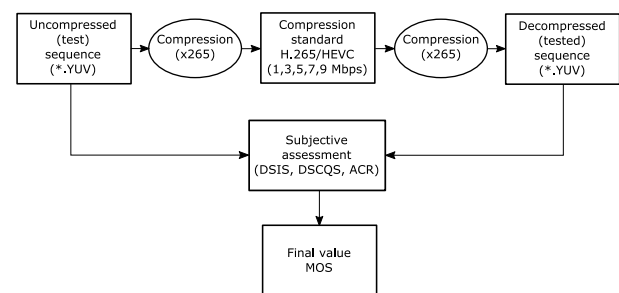 Uncompressed
(test)
sequence
(*.YUV)
Compression
(x265)
Compression
standard
H.265/HEVC
(1,3,5,7,9 Mbps)
Compression
(x265)
Decompressed
(tested)
sequence
(*.YUV)
Subjective
assessment
(DSIS, DSCQS, ACR)
Final value
MOS